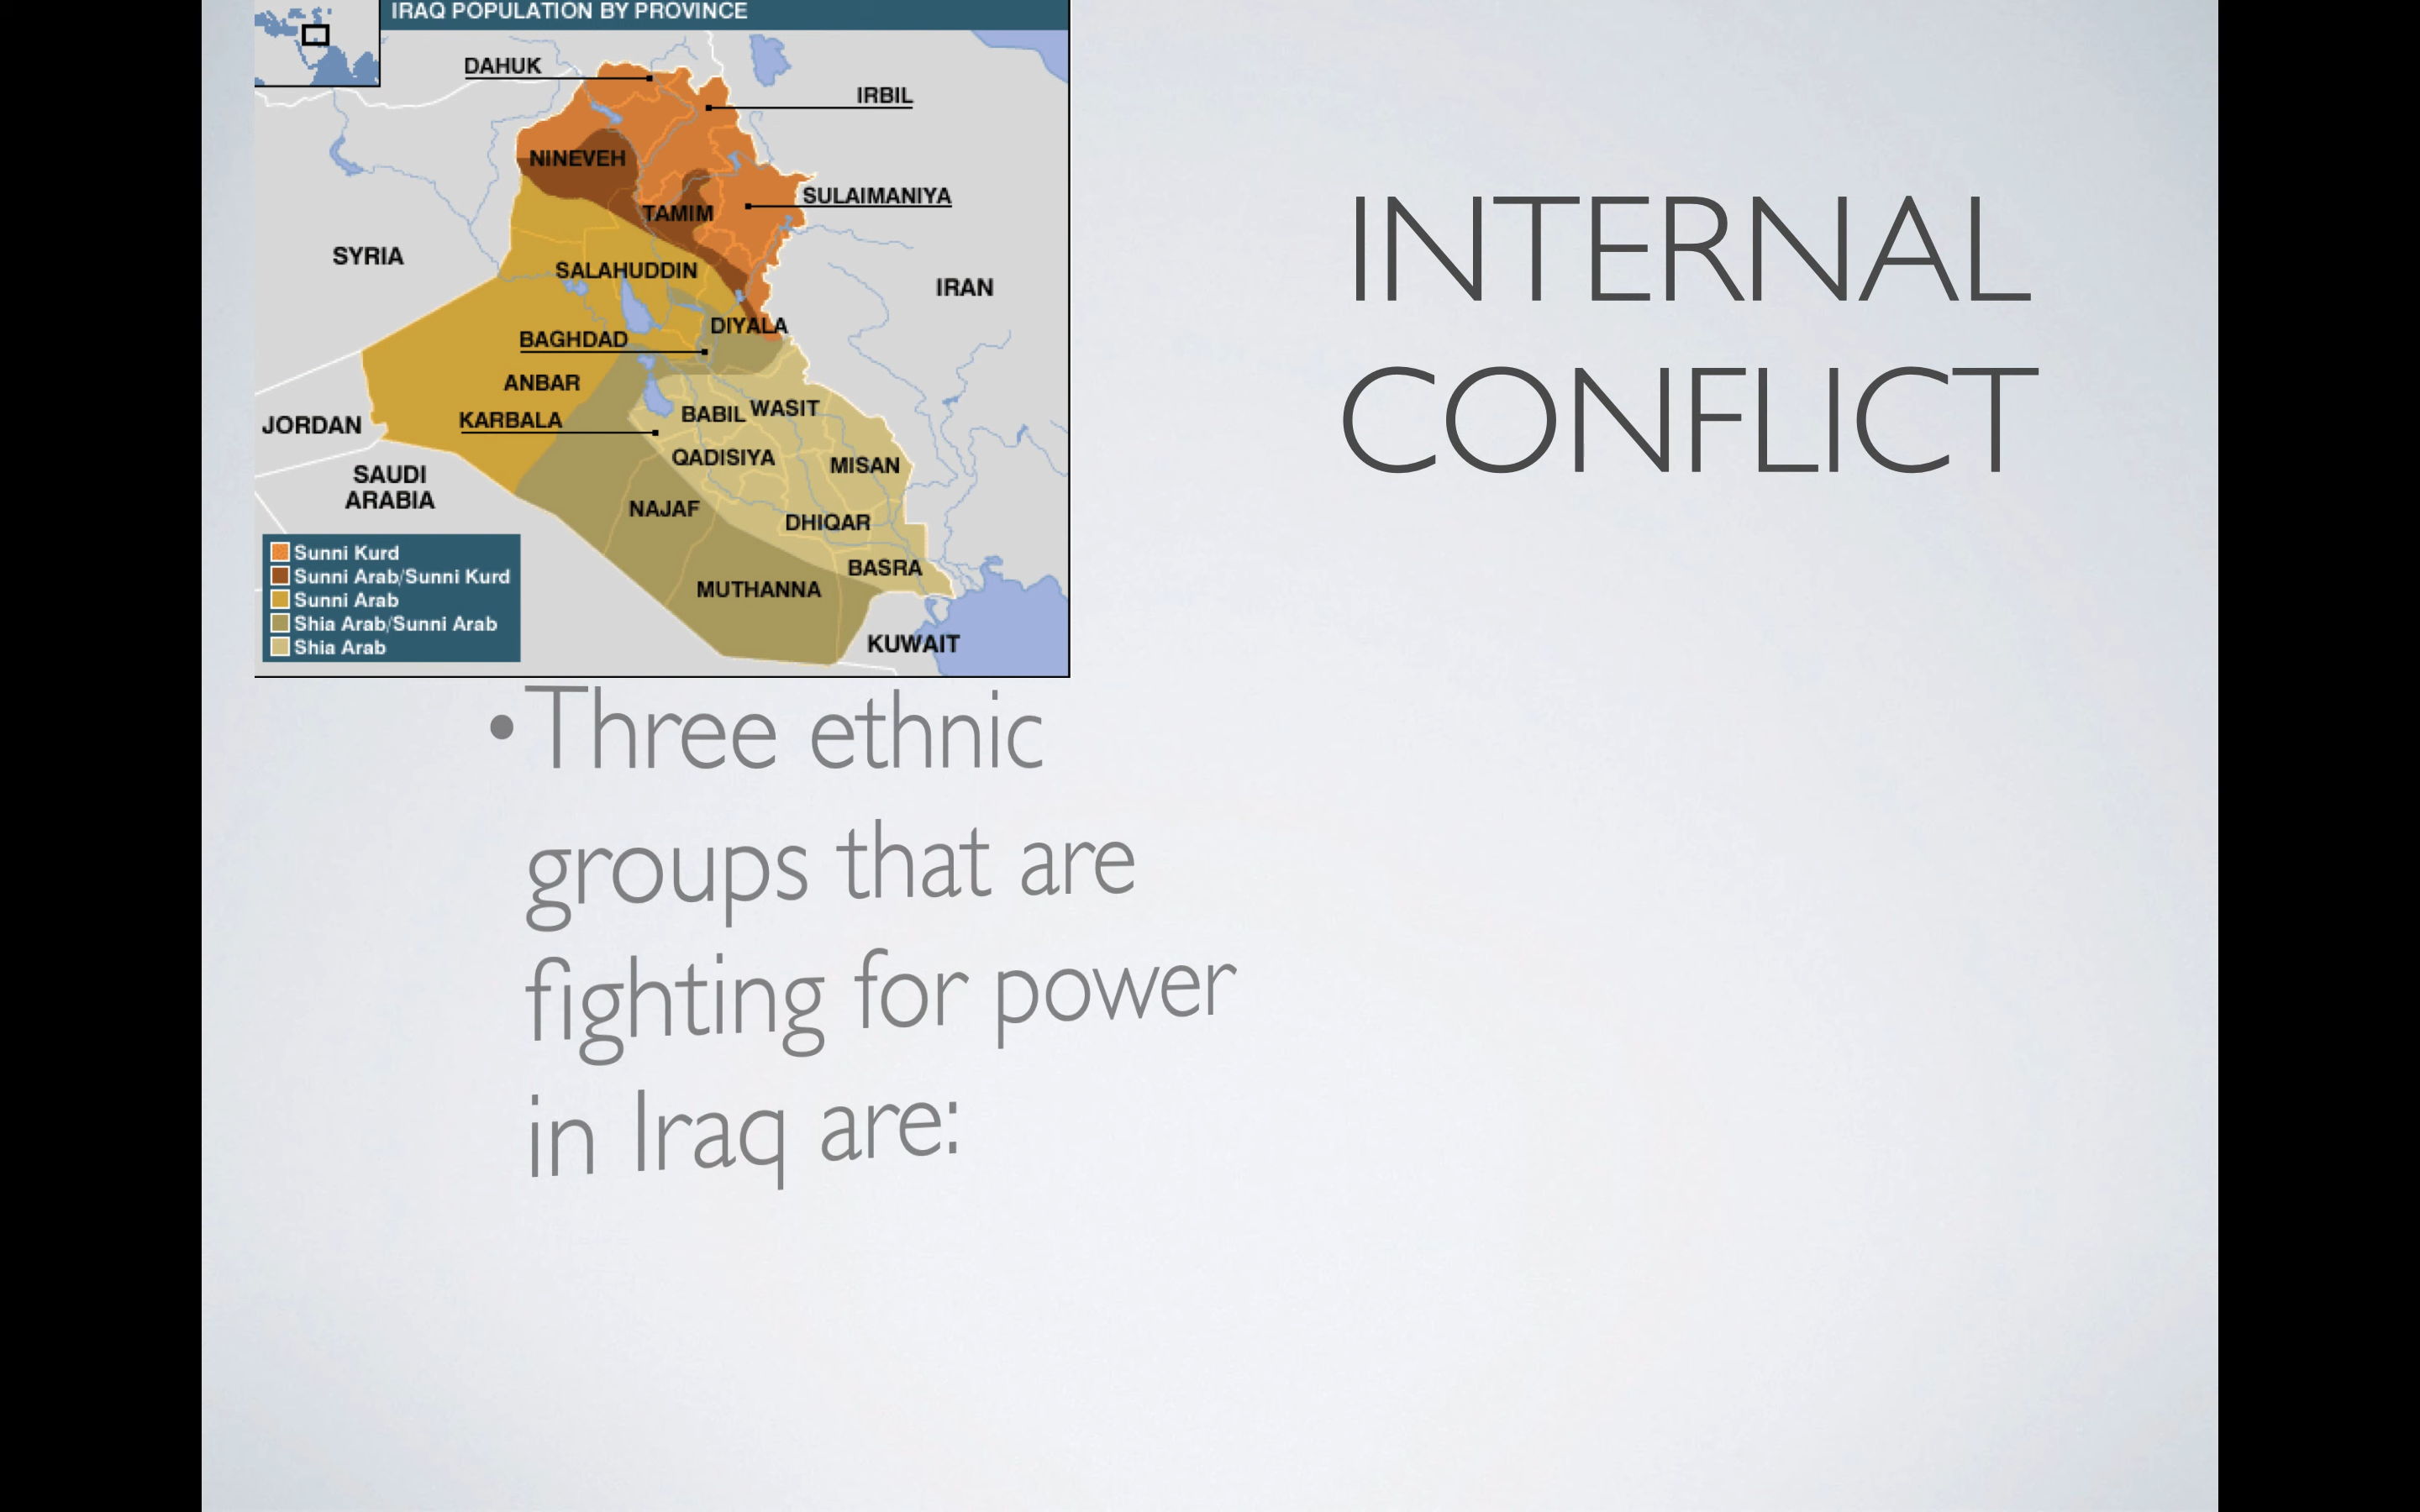 IRAQ POPULATION BY PROVINCE
DAHUK
IRBIL
NINEVEH
SULAIMANIYA
TAMIM
SYRIA
SALAHUDDIN
IRAN
DIYALA
BAGHDAD
ANBAR
BABIL
WASIT
KARBALA
JORDAN
QADISIYA
MISAN
SAUDI
ARABIA
NAJAF
DHIQAR
BASRA
MUTHANNA
KUWAIT
Sunni Kurd
Sunni Arab/Sunni Kurd
Sunni Arab
Shia Arab/Sunni Arab
Shia Arab
INTERNAL
CONFLICT
•Three ethnic
groups that are
fighting for power
in Iraq are: